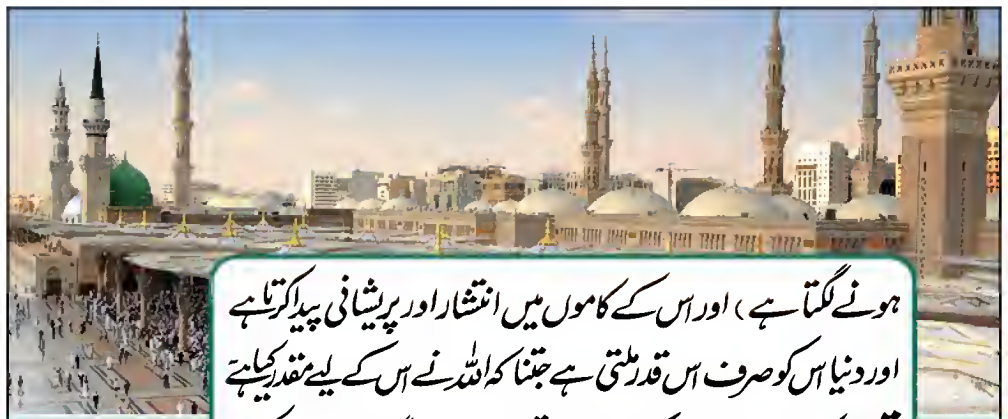 ہونے لگتا ہے) اور اس کے کاموں میں انتشار اور پریشانی پیدا کرتا ہے
اور دنیا اس کو صرف اس قدر ملتی ہے جتنا کہ اللہ نے اس کے لیے مقدر کیا ہے